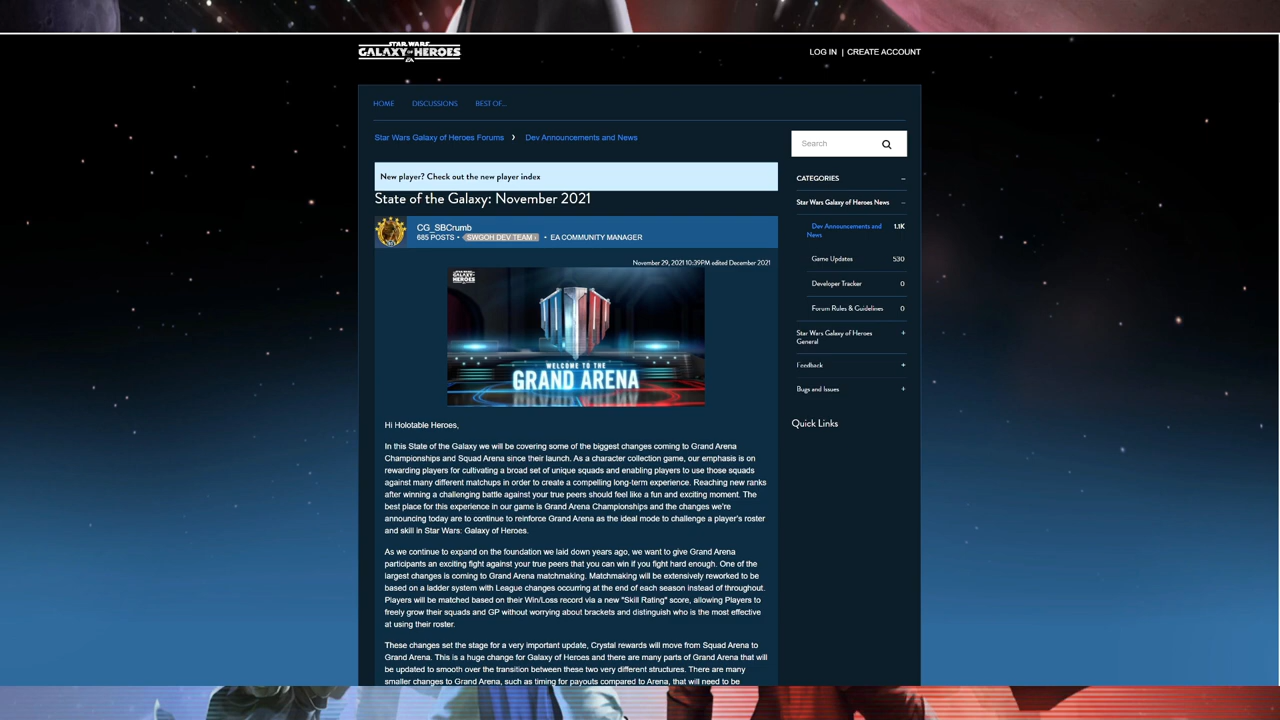 STAR WARS
GALAXY OF HEROES
EA
LOG IN | CREATE ACCOUNT
HOME DISCUSSIONS BEST OF...
Star Wars Galaxy of Heroes Forums › Dev Announcements and News
New player? Check out the new player index
State of the Galaxy: November 2021
CG_SBCrumb
685 POSTS • SWGOH DEV TEAM • EA COMMUNITY MANAGER
November 29, 2021 10:39PM edited December 2021
STAR WARS
GALAXY OF HEROES
WELCOME TO THE
GRAND ARENA
Hi Holotable Heroes,
In this State of the Galaxy we will be covering some of the biggest changes coming to Grand Arena
Championships and Squad Arena since their launch. As a character collection game, our emphasis is on
rewarding players for cultivating a broad set of unique squads and enabling players to use those squads
against many different matchups in order to create a compelling long-term experience. Reaching new ranks
after winning a challenging battle against your true peers should feel like a fun and exciting moment. The
best place for this experience in our game is Grand Arena Championships and the changes we're
announcing today are to continue to reinforce Grand Arena as the ideal mode to challenge a player's roster
and skill in Star Wars: Galaxy of Heroes.
As we continue to expand on the foundation we laid down years ago, we want to give Grand Arena
participants an exciting fight against your true peers that you can win if you fight hard enough. One of the
largest changes is coming to Grand Arena matchmaking. Matchmaking will be extensively reworked to be
based on a ladder system with League changes occurring at the end of each season instead of throughout.
Players will be matched based on their Win/Loss record via a new "Skill Rating" score, allowing Players to
freely grow their squads and GP without worrying about brackets and distinguish who is the most effective
at using their roster.
These changes set the stage for a very important update, Crystal rewards will move from Squad Arena to
Grand Arena. This is a huge change for Galaxy of Heroes and there are many parts of Grand Arena that will
be updated to smooth over the transition between these two very different structures. There are many
smaller changes to Grand Arena, such as timing for payouts compared to Arena, that will need to be
Search
CATEGORIES –
Star Wars Galaxy of Heroes News –
Dev Announcements and 1.1K
News
Game Updates 530
Developer Tracker 0
Forum Rules & Guidelines 0
Star Wars Galaxy of Heroes +
General
Feedback +
Bugs and Issues +
Quick Links